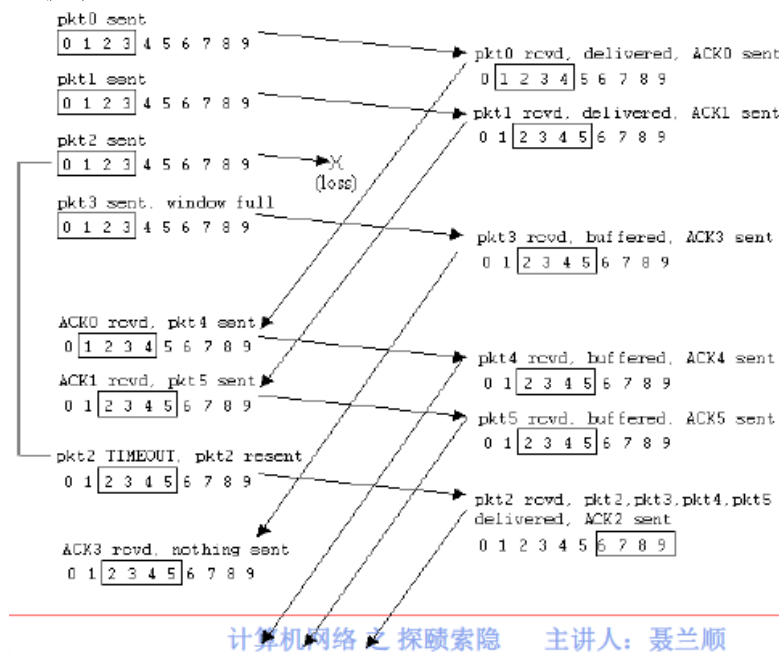 pkt0 sent
0 1 2 3 4 5 6 7 8 9
pkt1 sent
0 1 2 3 4 5 6 7 8 9
pkt2 sent
0 1 2 3 4 5 6 7 8 9
(loss)
pkt3 sent. window full
0 1 2 3 4 5 6 7 8 9
ACK0 rcvd, pkt4 sent
0 1 2 3 4 5 6 7 8 9
ACK1 rcvd, pkt5 sent
0 1 2 3 4 5 6 7 8 9
pkt2 TIMEOUT, pkt2 resent
0 1 2 3 4 5 6 7 8 9
ACK3 rcvd, nothing sent
0 1 2 3 4 5 6 7 8 9
pkt0 rcvd, delivered, ACK0 sent
0 1 2 3 4 5 6 7 8 9
pkt1 rcvd, delivered, ACK1 sent
0 1 2 3 4 5 6 7 8 9
pkt3 rcvd, buffered, ACK3 sent
0 1 2 3 4 5 6 7 8 9
pkt4 rcvd, buffered, ACK4 sent
0 1 2 3 4 5 6 7 8 9
pkt5 rcvd. buffered. ACK5 sent
0 1 2 3 4 5 6 7 8 9
pkt2 rcvd, pkt2,pkt3,pkt4,pkt5
delivered, ACK2 sent
0 1 2 3 4 5 6 7 8 9
计算机网络 之 探赜索隐 主讲人：聂兰顺